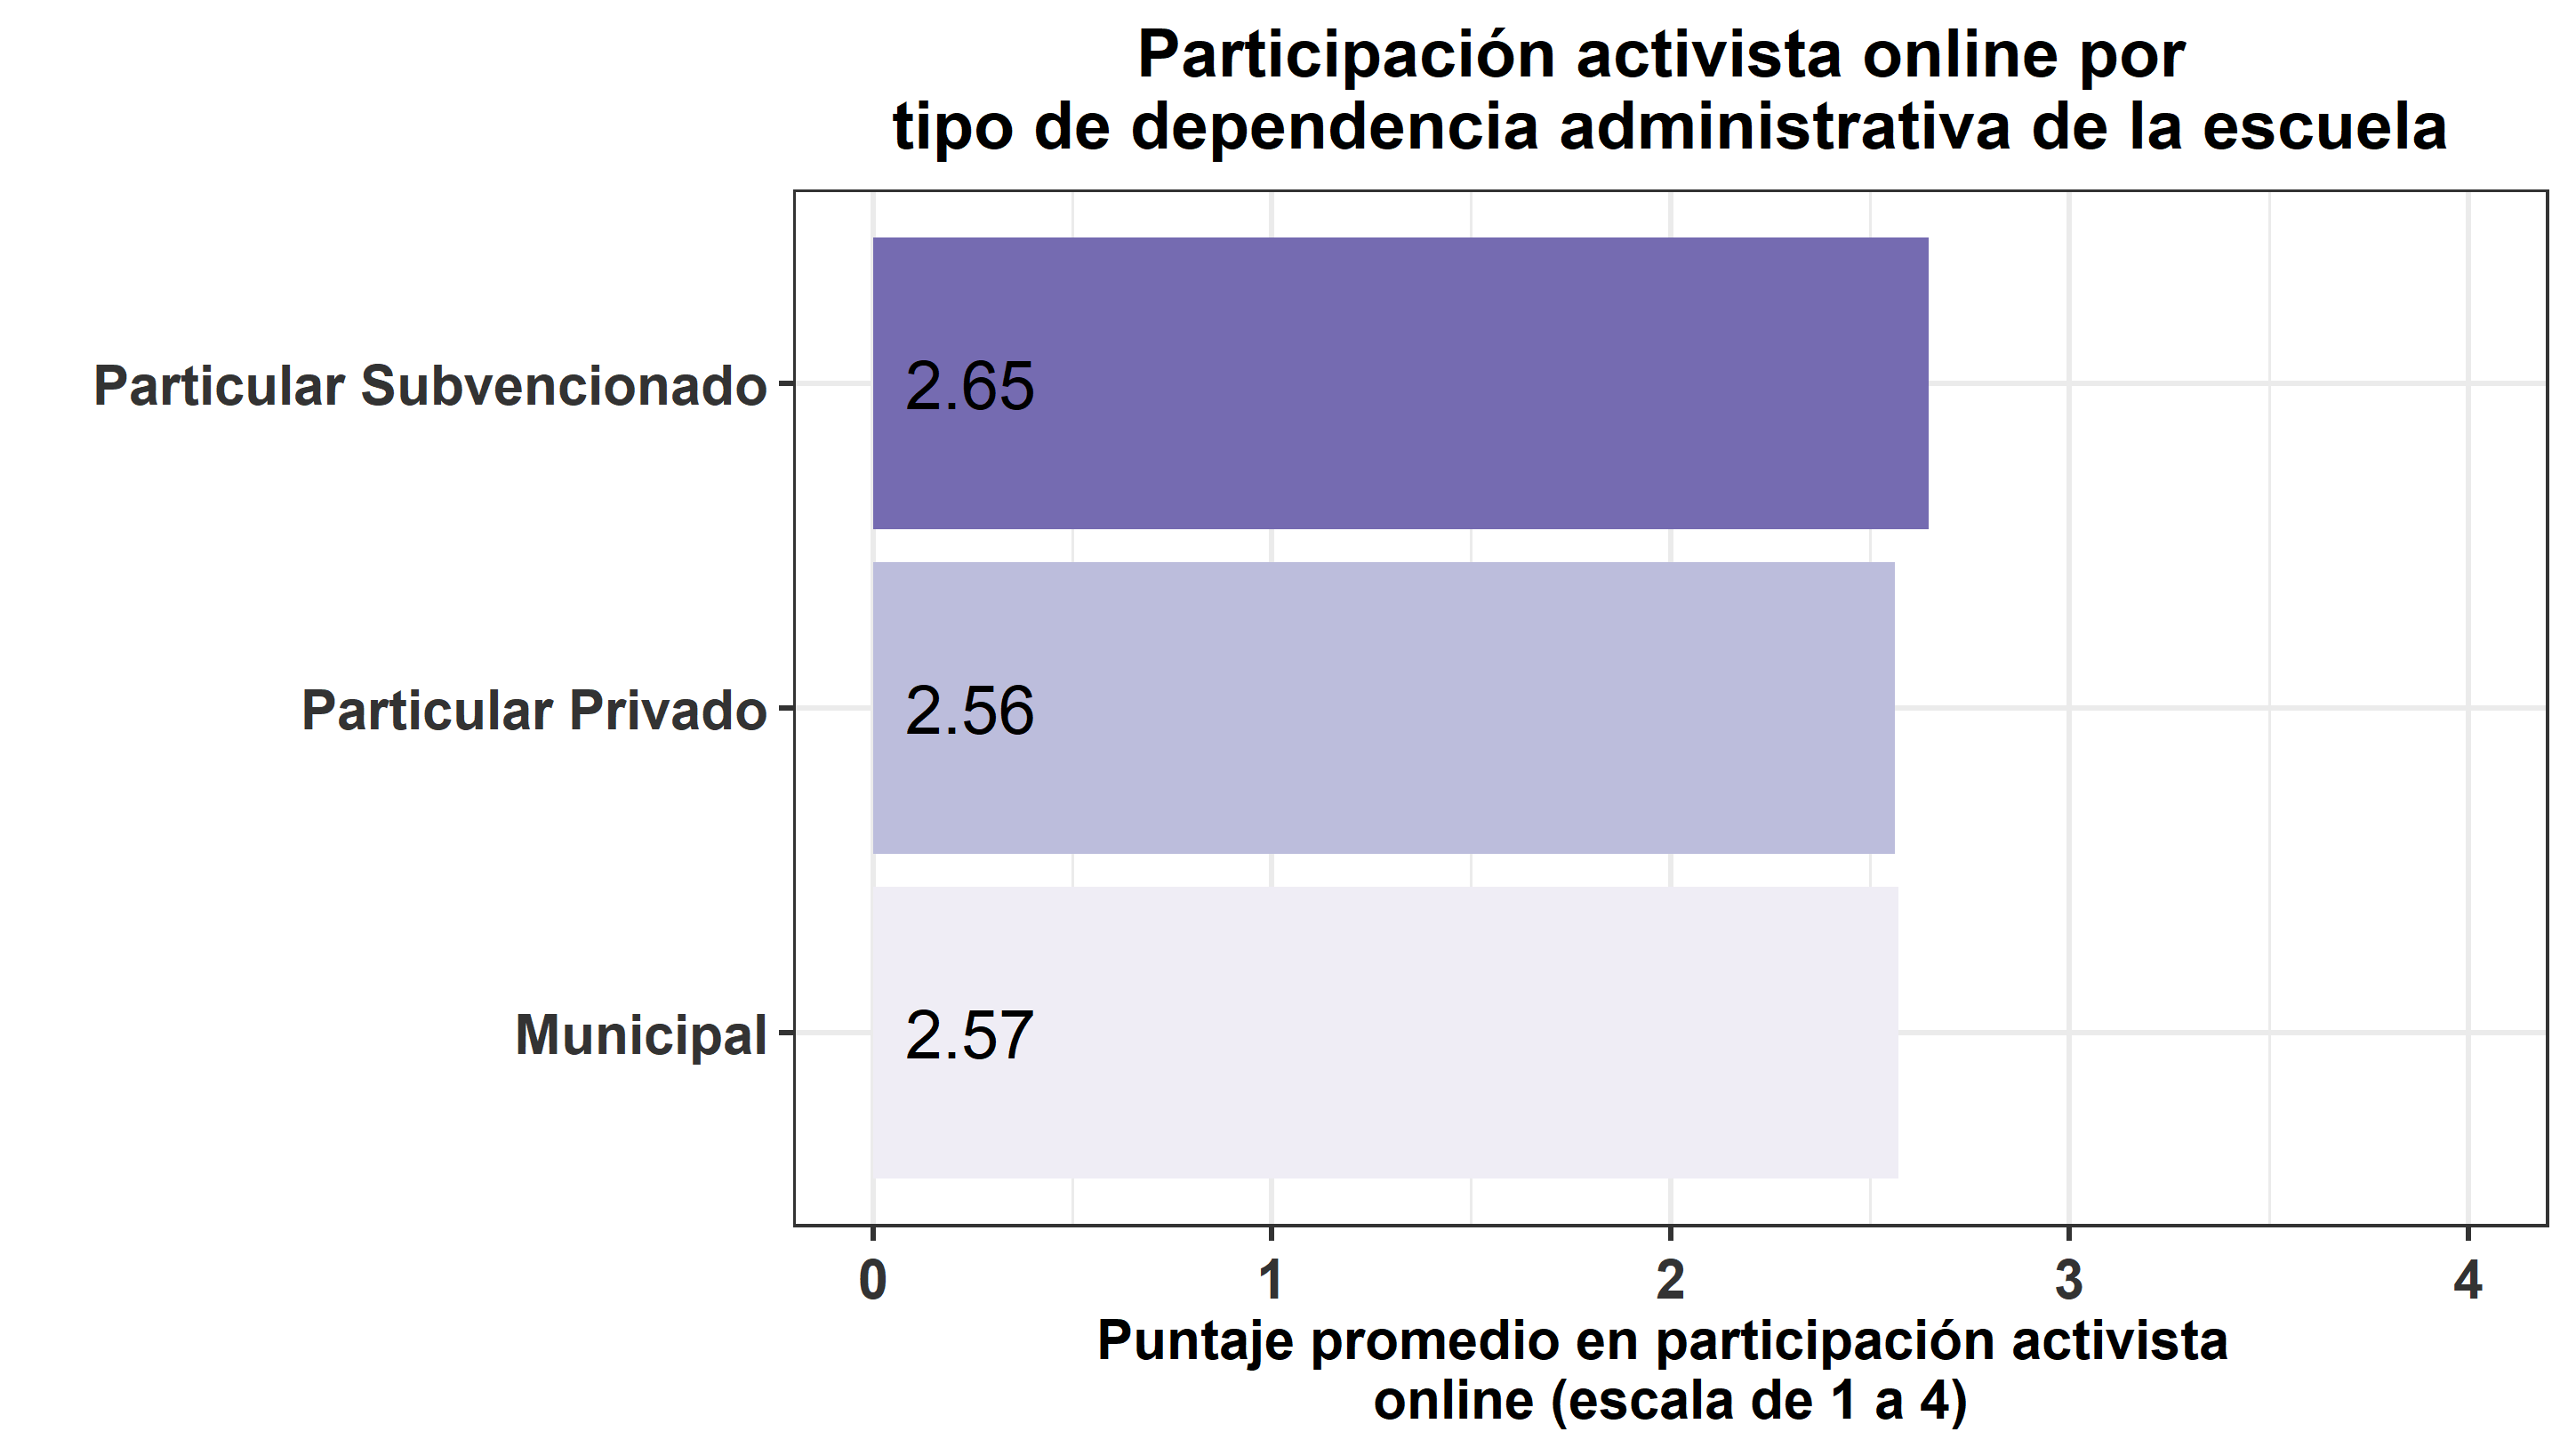 Participación activista online por
tipo de dependencia administrativa de la escuela
Particular Subvencionado
2.65
Particular Privado
2.56
Municipal
2.57
0 1 2 3 4
Puntaje promedio en participación activista
online (escala de 1 a 4)